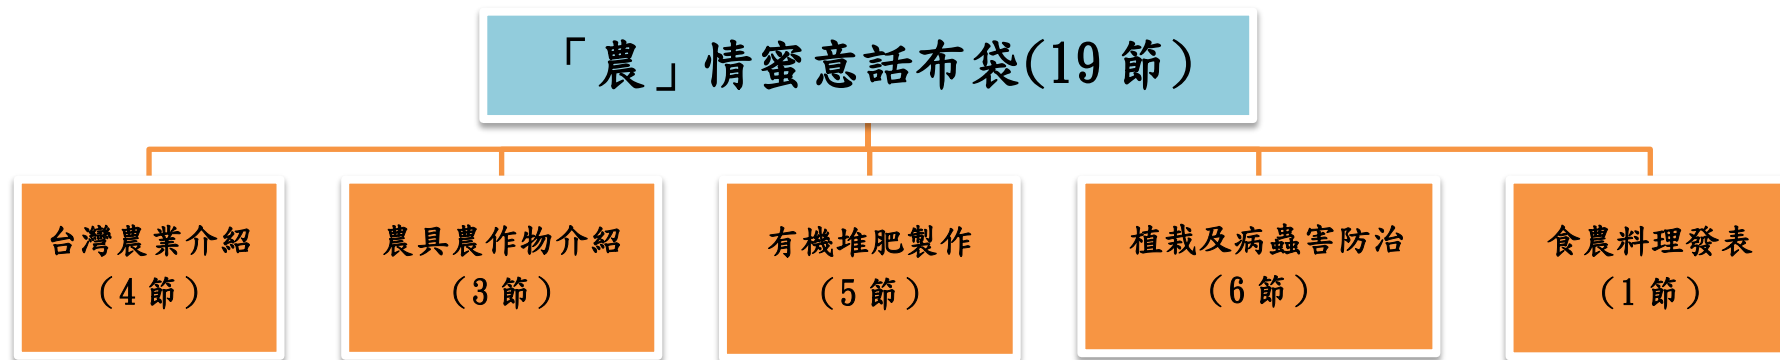 「農」情蜜意話布袋(19 節)
台灣農業介紹
(4 節)
農具農作物介紹
(3 節)
有機堆肥製作
(5 節)
植栽及病蟲害防治
(6 節)
食農料理發表
(1 節)